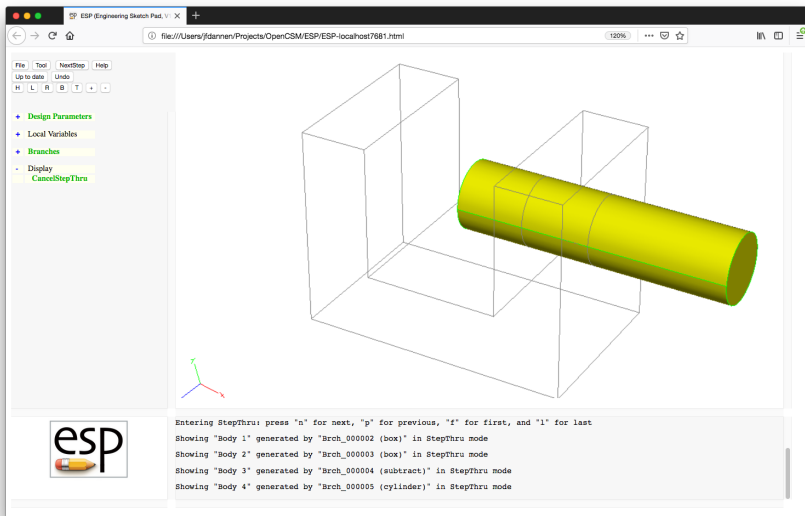 ESP (Engineering Sketch Pad, V1
file:///Users/jfdannen/Projects/OpenCSM/ESP/ESP-localhost7681.html
120%
File Tool NextStep Help
Up to date Undo
H L R B T + -
+ Design Parameters
+ Local Variables
+ Branches
- Display
CancelStepThru
Y
X
esp
Entering StepThru: press "n" for next, "p" for previous, "f" for first, and "l" for last
Showing "Body 1" generated by "Brch_000002 (box)" in StepThru mode
Showing "Body 2" generated by "Brch_000003 (box)" in StepThru mode
Showing "Body 3" generated by "Brch_000004 (subtract)" in StepThru mode
Showing "Body 4" generated by "Brch_000005 (cylinder)" in StepThru mode